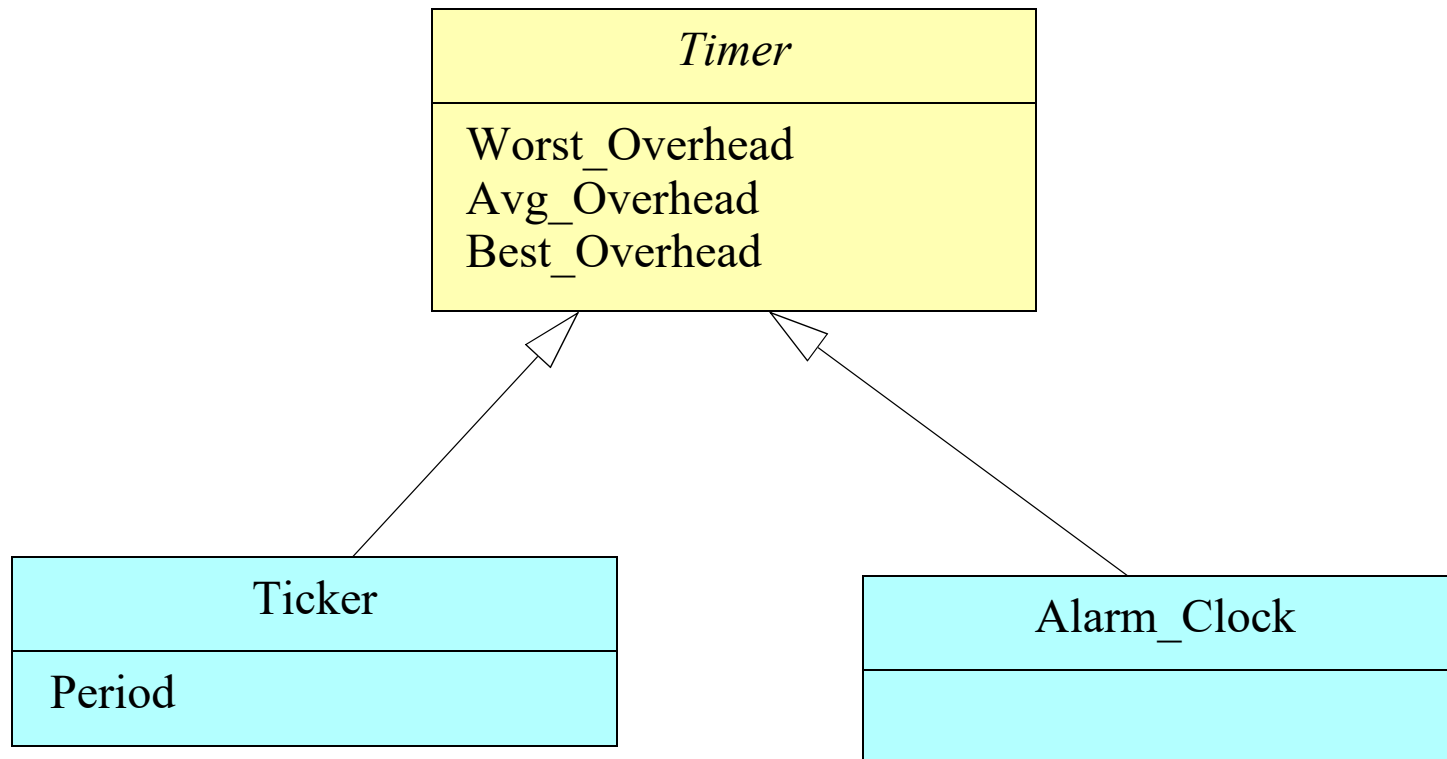 Timer
Worst_Overhead
Avg_Overhead
Best_Overhead
Ticker
Period
Alarm_Clock